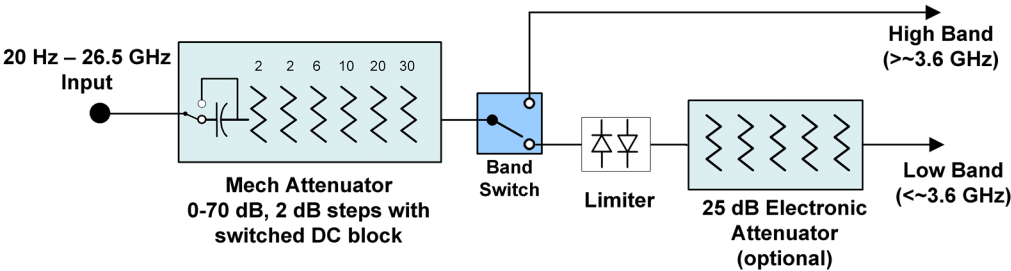 20 Hz – 26.5 GHz
Input
2 2 6 10 20 30
Mech Attenuator
0-70 dB, 2 dB steps with
switched DC block
Band
Switch
Limiter
25 dB Electronic
Attenuator
(optional)
High Band
(>~3.6 GHz)
Low Band
(<~3.6 GHz)